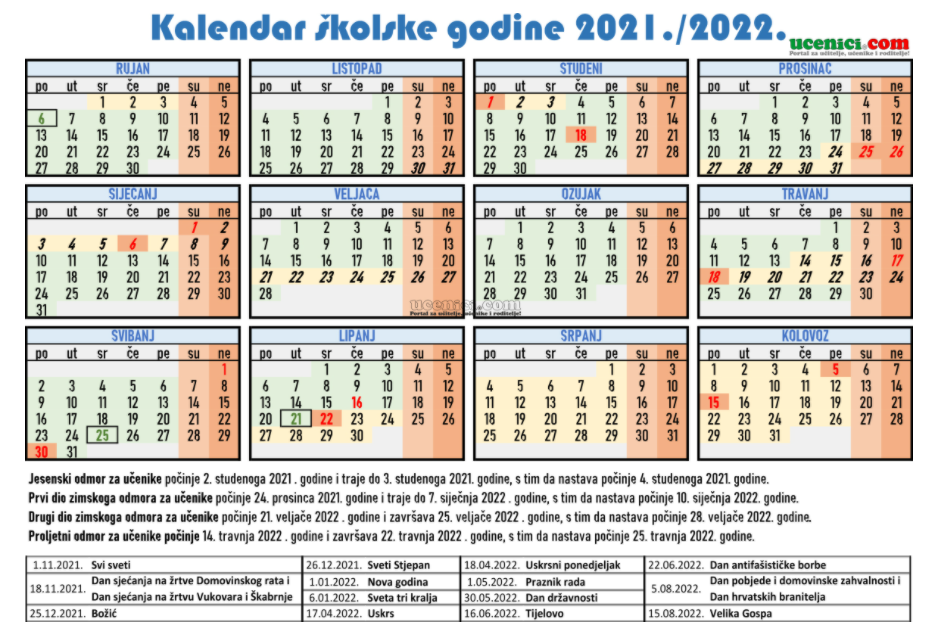 Kalendar školske godine 2021./2022.
ucenici.com
Portal za učitelje, učenike i roditelje!
RUJAN LISTOPAD STUDENI PROSINAC
po ut sr če pe su ne po ut sr če pe su ne po ut sr če pe su ne po ut sr če pe su ne
1 2 3 4 5 1 2 3 1 2 3 4 5 6 7 1 2 3 4 5
6 7 8 9 10 11 12 4 5 6 7 8 9 10 8 9 10 11 12 13 14 6 7 8 9 10 11 12
13 14 15 16 17 18 19 11 12 13 14 15 16 17 15 16 17 18 19 20 21 13 14 15 16 17 18 19
20 21 22 23 24 25 26 18 19 20 21 22 23 24 22 23 24 25 26 27 28 20 21 22 23 24 25 26
27 28 29 30 25 26 27 28 29 30 31 29 30 27 28 29 30 31
SIJEČANJ VELJAČA OŽUJAK TRAVANJ
po ut sr če pe su ne po ut sr če pe su ne po ut sr če pe su ne po ut sr če pe su ne
1 2 1 2 3 4 5 6 1 2 3 4 5 6 1 2 3
3 4 5 6 7 8 9 7 8 9 10 11 12 13 7 8 9 10 11 12 13 4 5 6 7 8 9 10
10 11 12 13 14 15 16 14 15 16 17 18 19 20 14 15 16 17 18 19 20 11 12 13 14 15 16 17
17 18 19 20 21 22 23 21 22 23 24 25 26 27 21 22 23 24 25 26 27 18 19 20 21 22 23 24
24 25 26 27 28 29 30 28 28 29 30 31 25 26 27 28 29 30
31
ucenici.com
Portal za učitelje, učenike i roditelje!
SVIBANJ LIPANJ SRPANJ KOLOVOZ
po ut sr če pe su ne po ut sr če pe su ne po ut sr če pe su ne po ut sr če pe su ne
1 1 2 3 4 5 1 2 3 1 2 3 4 5 6 7
2 3 4 5 6 7 8 6 7 8 9 10 11 12 4 5 6 7 8 9 10 8 9 10 11 12 13 14
9 10 11 12 13 14 15 13 14 15 16 17 18 19 11 12 13 14 15 16 17 15 16 17 18 19 20 21
16 17 18 19 20 21 22 20 21 22 23 24 25 26 18 19 20 21 22 23 24 22 23 24 25 26 27 28
23 24 25 26 27 28 29 27 28 29 30 25 26 27 28 29 30 31 29 30 31
30 31
Jesenski odmor za učenike počinje 2. studenoga 2021 . godine i traje do 3. studenoga 2021. godine, s tim da nastava počinje 4. studenoga 2021. godine.
Prvi dio zimskoga odmora za učenike počinje 24. prosinca 2021. godine i traje do 7. siječnja 2022 . godine, s tim da nastava počinje 10. siječnja 2022. godine.
Drugi dio zimskoga odmora za učenike počinje 21. veljače 2022 . godine i završava 25. veljače 2022 . godine, s tim da nastava počinje 28. veljače 2022. godine.
Proljetni odmor za učenike počinje 14. travnja 2022 . godine i završava 22. travnja 2022. godine, s tim da nastava počinje 25. travnja 2022. godine.
1.11.2021. Svi sveti 26.12.2021. Sveti Stjepan 18.04.2022. Uskrsni ponedjeljak 22.06.2022. Dan antifašističke borbe
18.11.2021. Dan sjećanja na žrtve Domovinskog rata i Dan sjećanja na žrtvu Vukovara i Škabrnje 1.01.2022. Nova godina 1.05.2022. Praznik rada 5.08.2022. Dan pobjede i domovinske zahvalnosti i Dan hrvatskih branitelja
6.01.2022. Sveta tri kralja 30.05.2022. Dan državnosti
25.12.2021. Božić 17.04.2022. Uskrs 16.06.2022. Tijelovo 15.08.2022. Velika Gospa